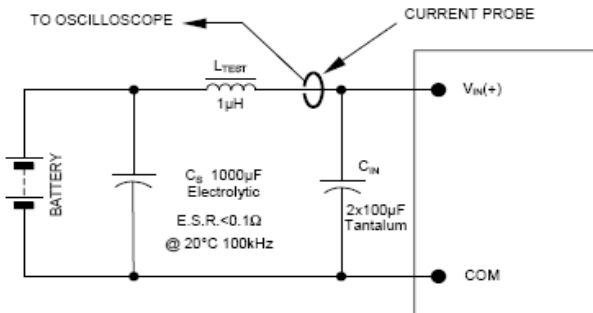 TO OSCILLOSCOPE
CURRENT PROBE
LTEST
1µH
VIN(+)
BATTERY
CS 1000µF
Electrolytic
E.S.R.<0.1Ω
@ 20°C 100kHz
CIN
2x100µF
Tantalum
COM